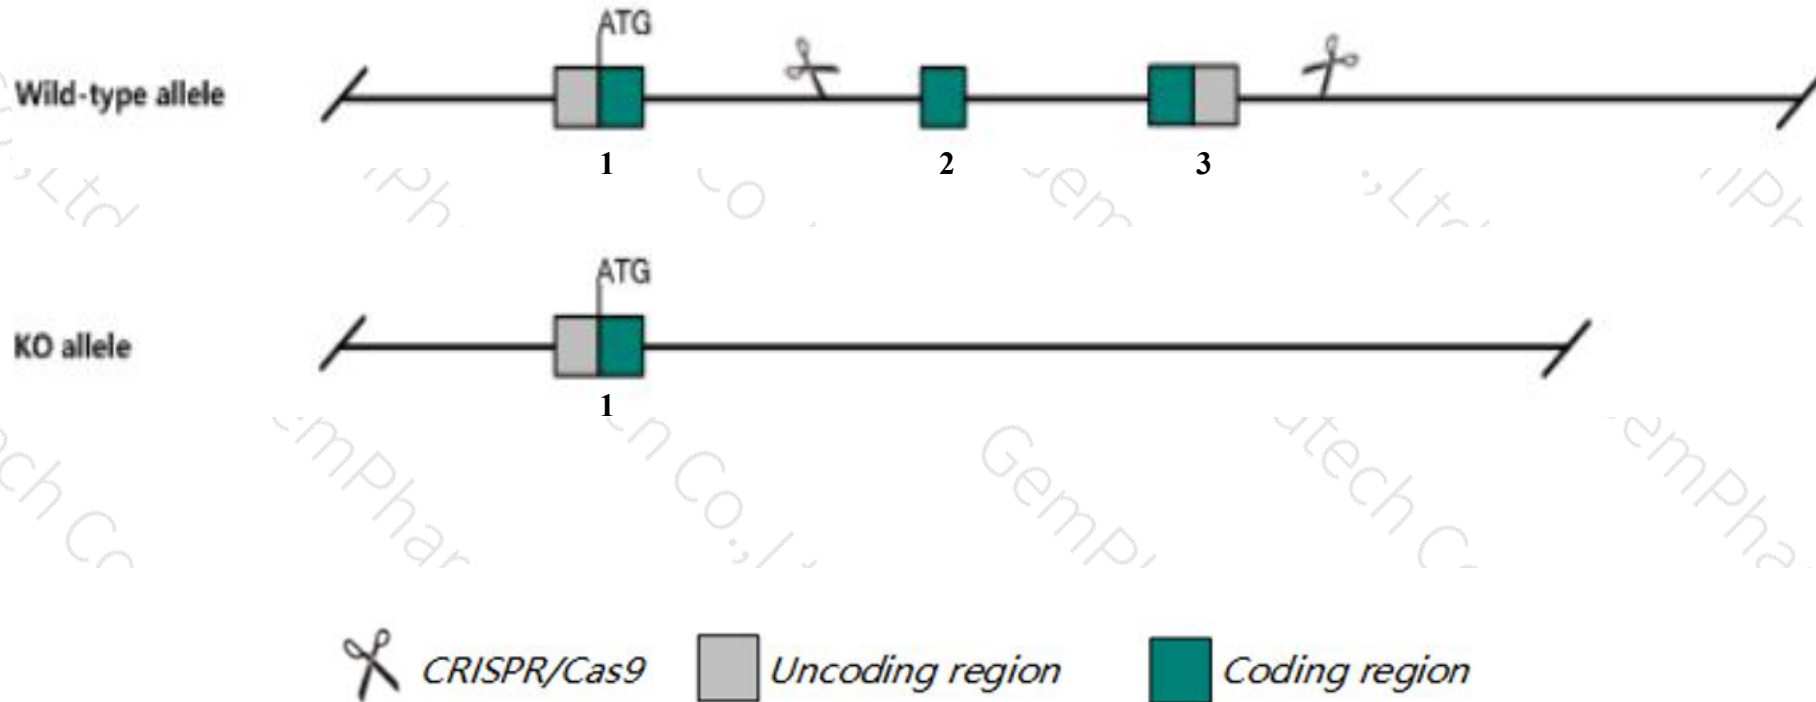 ATG
Wild-type allele
1 2 3
ATG
KO allele
1
CRISPR/Cas9 Uncoding region Coding region